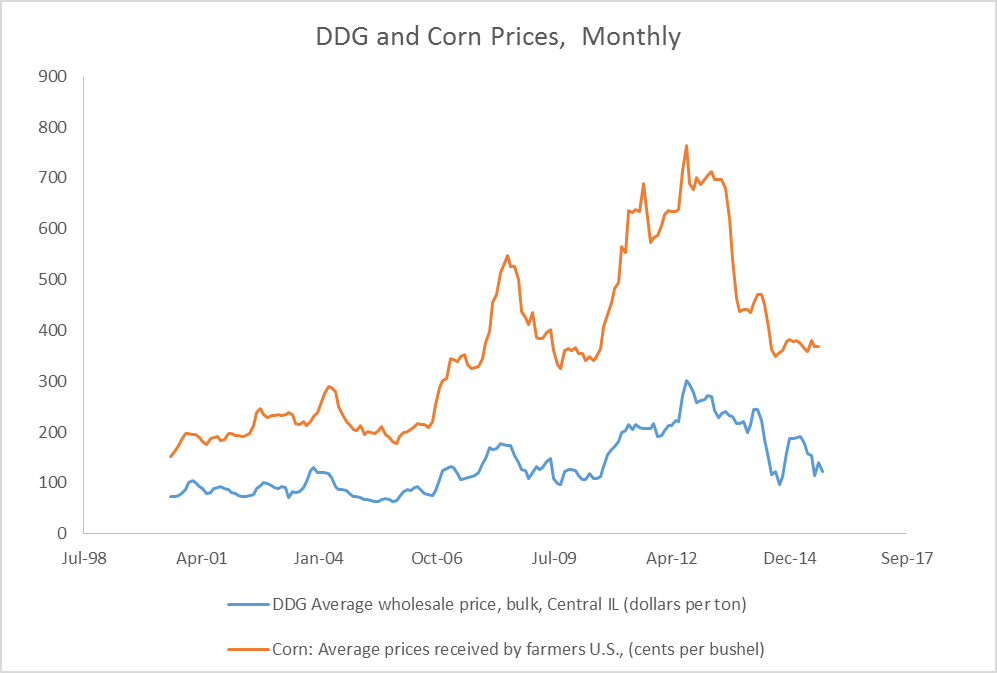 DDG and Corn Prices,  Monthly
900
800
700
600
500
400
300
200
100
0
Jul-98 Apr-01 Jan-04 Oct-06 Jul-09 Apr-12 Dec-14 Sep-17
DDG Average wholesale price, bulk, Central IL (dollars per ton)
Corn: Average prices received by farmers U.S., (cents per bushel)